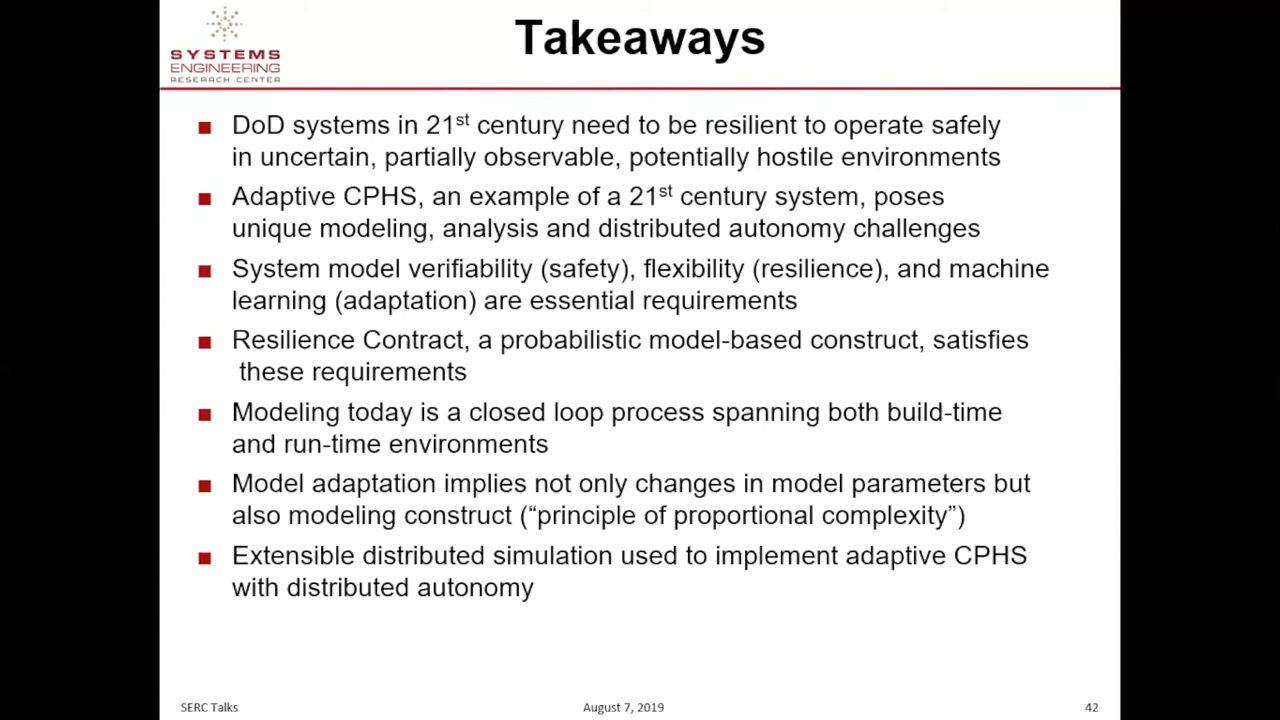 Takeaways
SYSTEMS
ENGINEERING
RESEARCH CENTER
■ DoD systems in 21st century need to be resilient to operate safely
in uncertain, partially observable, potentially hostile environments
■ Adaptive CPHS, an example of a 21st century system, poses
unique modeling, analysis and distributed autonomy challenges
■ System model verifiability (safety), flexibility (resilience), and machine
learning (adaptation) are essential requirements
■ Resilience Contract, a probabilistic model-based construct, satisfies
these requirements
■ Modeling today is a closed loop process spanning both build-time
and run-time environments
■ Model adaptation implies not only changes in model parameters but
also modeling construct (“principle of proportional complexity”)
■ Extensible distributed simulation used to implement adaptive CPHS
with distributed autonomy
SERC Talks
August 7, 2019
42